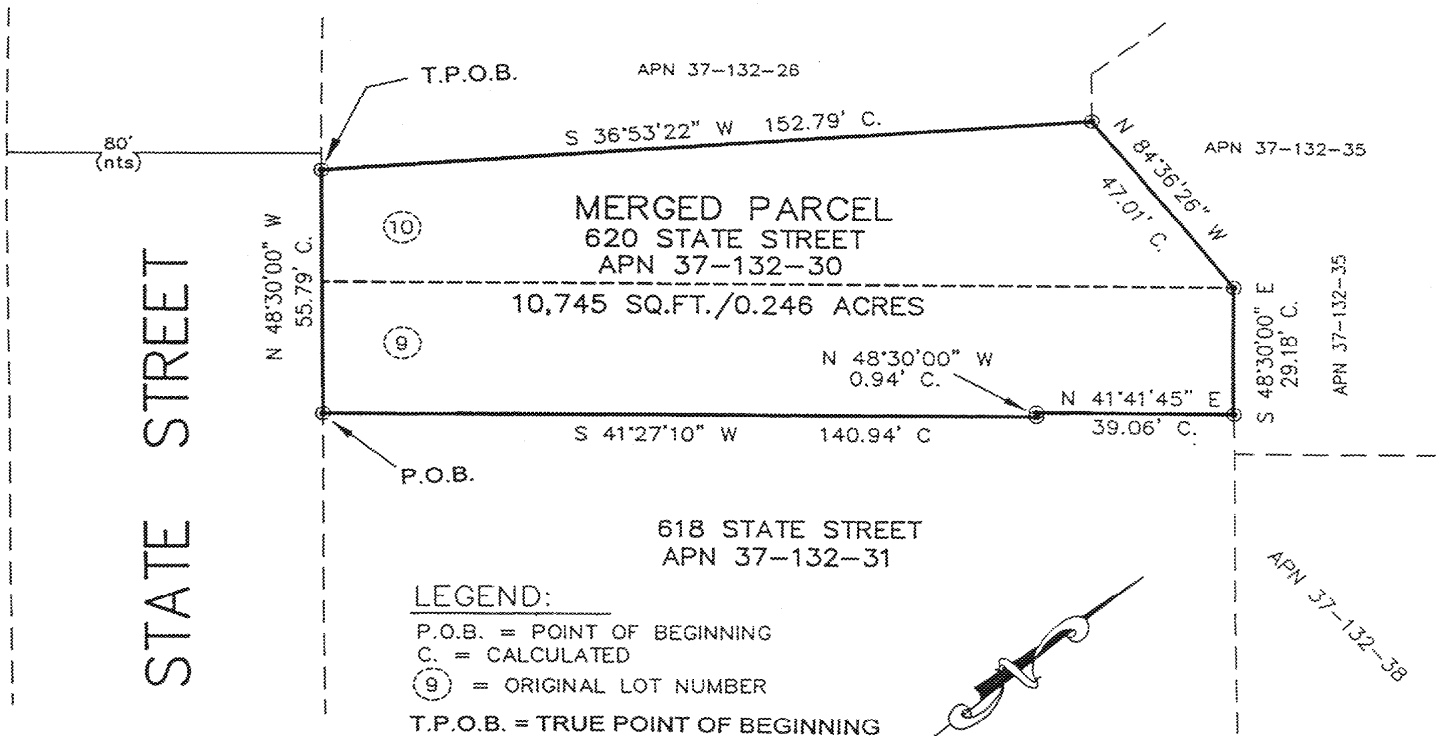 T.P.O.B.
APN 37-132-26
80'
(nts)
S 36°53'22" W 152.79' C.
N 84°36'26" W
47.01' C.
APN 37-132-35
N 48°30'00" W
55.79' C.
10
MERGED PARCEL
620 STATE STREET
APN 37-132-30
10,745 SQ.FT./0.246 ACRES
9
N 48°30'00" W
0.94' C.
N 41°41'45" E
39.06' C.
S 48°30'00" E
29.18' C.
APN 37-132-35
S 41°27'10" W 140.94' C
P.O.B.
STATE STREET
618 STATE STREET
APN 37-132-31
APN 37-132-38
LEGEND:
P.O.B. = POINT OF BEGINNING
C. = CALCULATED
9 = ORIGINAL LOT NUMBER
T.P.O.B. = TRUE POINT OF BEGINNING